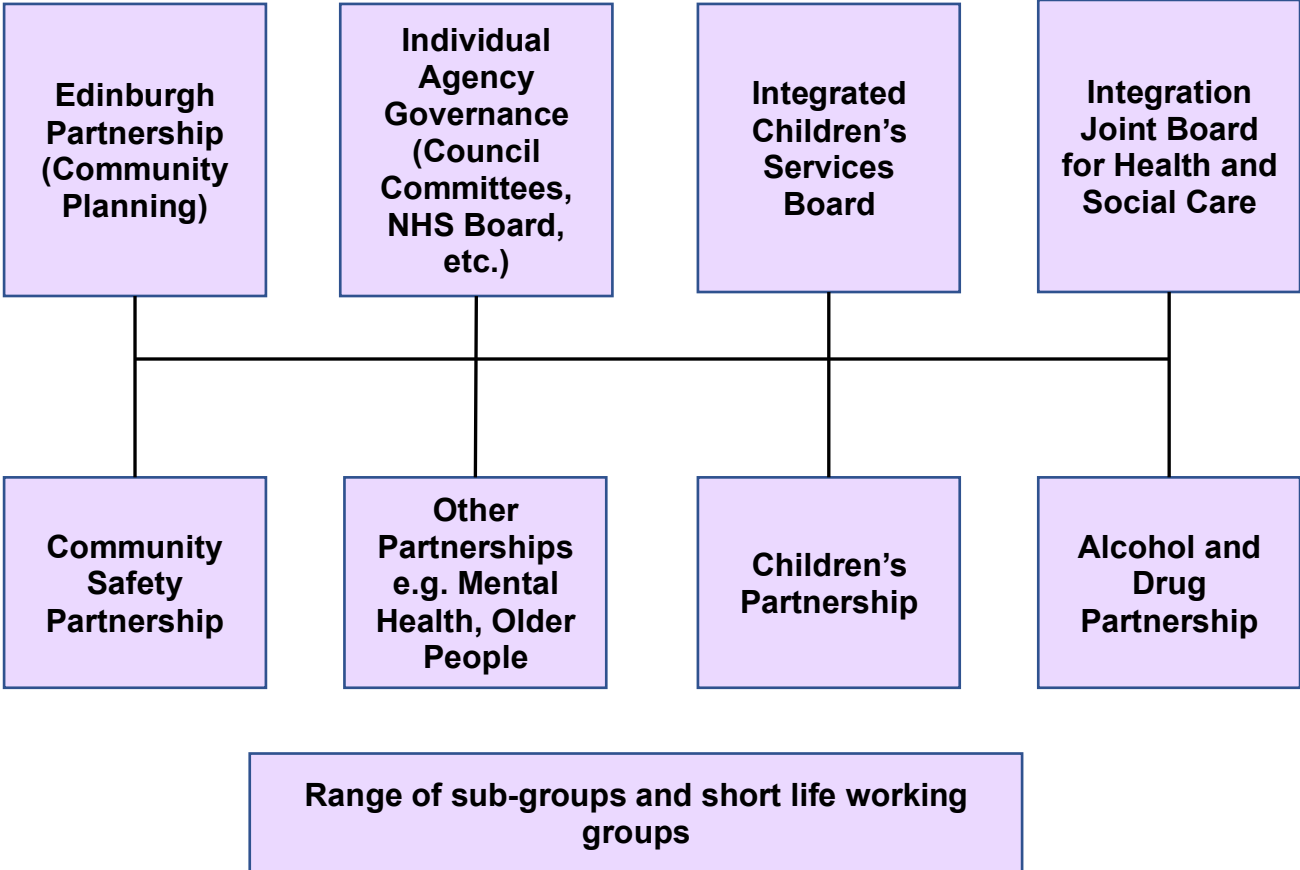 Edinburgh
Partnership
(Community
Planning)
Individual
Agency
Governance
(Council
Committees,
NHS Board,
etc.)
Integrated
Children’s
Services
Board
Integration
Joint Board
for Health and
Social Care
Community
Safety
Partnership
Other
Partnerships
e.g. Mental
Health, Older
People
Children’s
Partnership
Alcohol and
Drug
Partnership
Range of sub-groups and short life working
groups